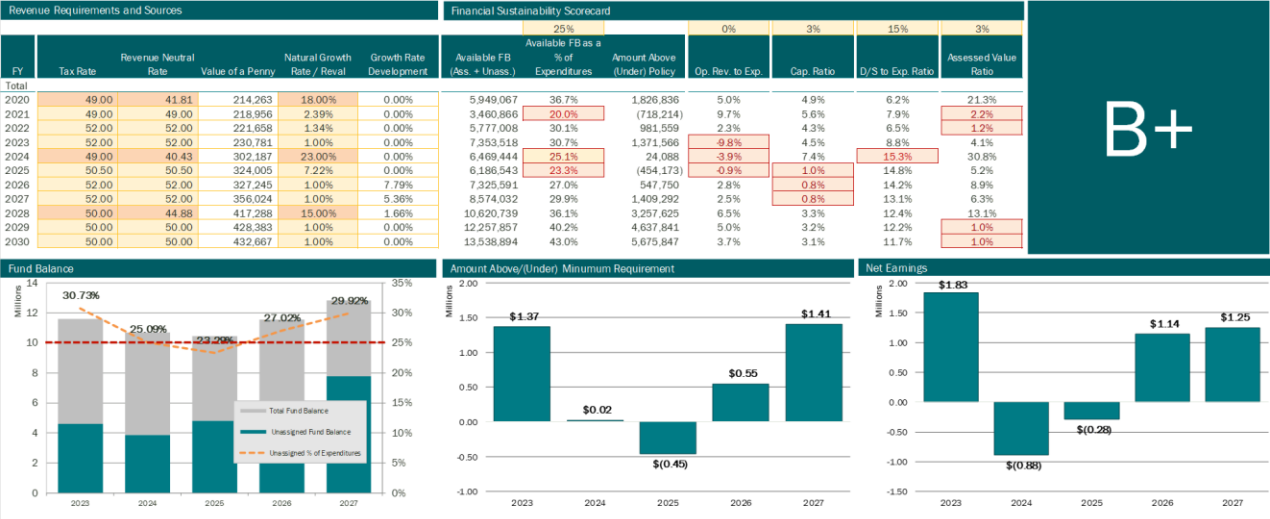 Revenue Requirements and Sources
Financial Sustainability Scorecard
25% 0% 3% 15% 3%
FY Tax Rate Revenue Neutral Rate Value of a Penny Natural Growth Rate / Reval Growth Rate Development Available FB (Ass. + Unass.) Available FB as a % of Expenditures Amount Above (Under) Policy Op. Rev. to Exp. Cap. Ratio D/S to Exp. Ratio Assessed Value Ratio
Total
2020 49.00 41.81 214,263 18.00% 0.00% 5,949,067 36.7% 1,826,836 5.0% 4.9% 6.2% 21.3%
2021 49.00 49.00 218,956 2.39% 0.00% 3,460,866 20.0% (718,214) 9.7% 5.6% 7.9% 2.2%
2022 52.00 52.00 221,658 1.34% 0.00% 5,777,008 30.1% 981,559 2.3% 4.3% 6.5% 1.2%
2023 52.00 52.00 230,781 1.00% 0.00% 7,353,518 30.7% 1,371,566 -9.8% 4.5% 8.8% 4.1%
2024 49.00 40.43 302,187 23.00% 0.00% 6,469,444 25.1% 24,088 -3.9% 7.4% 15.3% 30.8%
2025 50.50 50.50 324,005 7.22% 0.00% 6,186,543 23.3% (454,173) -0.9% 1.0% 14.8% 5.2%
2026 52.00 52.00 327,245 1.00% 7.79% 7,325,591 27.0% 547,750 2.8% 0.8% 14.2% 8.9%
2027 52.00 52.00 356,024 1.00% 5.36% 8,574,032 29.9% 1,409,292 2.5% 0.8% 13.1% 6.3%
2028 50.00 44.88 417,288 15.00% 1.66% 10,620,739 36.1% 3,257,625 6.5% 3.3% 12.4% 13.1%
2029 50.00 50.00 428,383 1.00% 0.00% 12,257,857 40.2% 4,637,841 5.0% 3.2% 12.2% 1.0%
2030 50.00 50.00 432,667 1.00% 0.00% 13,538,894 43.0% 5,675,847 3.7% 3.1% 11.7% 1.0%
B+
Fund Balance
Millions
14
12
10
8
6
4
2
0
35%
30%
25%
20%
15%
10%
5%
0%
30.73%
25.09%
23.29%
27.02%
29.92%
Total Fund Balance
Unassigned Fund Balance
Unassigned % of Expenditures
2023 2024 2025 2026 2027
Amount Above/(Under) Minumum Requirement
Millions
2.00
1.50
1.00
0.50
0.00
-0.50
-1.00
$1.37
$0.02
$(0.45)
$0.55
$1.41
2023 2024 2025 2026 2027
Net Earnings
Millions
2.00
1.50
1.00
0.50
0.00
-0.50
-1.00
-1.50
$1.83
$(0.88)
$(0.28)
$1.14
$1.25
2023 2024 2025 2026 2027